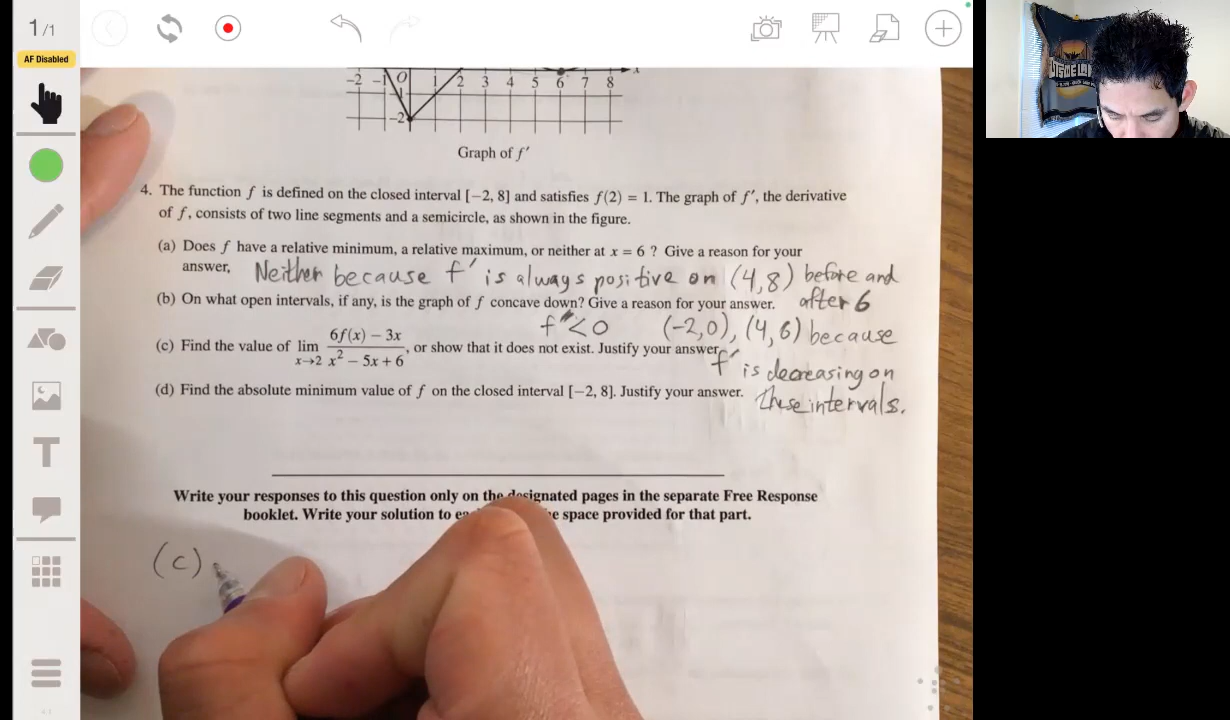 1/1
AF Disabled
-2 -1 O 1 2 3 4 5 6 7 8 x
-1
-2
Graph of f′
4. The function f is defined on the closed interval [−2, 8] and satisfies f(2) = 1. The graph of f′, the derivative
of f, consists of two line segments and a semicircle, as shown in the figure.
(a) Does f have a relative minimum, a relative maximum, or neither at x = 6 ? Give a reason for your
answer. Neither because f′ is always positive on (4,8) before and
after 6
(b) On what open intervals, if any, is the graph of f concave down? Give a reason for your answer.
f″<0 (-2,0), (4,6) because
f′ is decreasing on
these intervals.
(c) Find the value of lim x→2 6f(x) − 3x / x² − 5x + 6, or show that it does not exist. Justify your answer.
(d) Find the absolute minimum value of f on the closed interval [−2, 8]. Justify your answer.
Write your responses to this question only on the designated pages in the separate Free Response
booklet. Write your solution to space provided for that part.
(c)
T